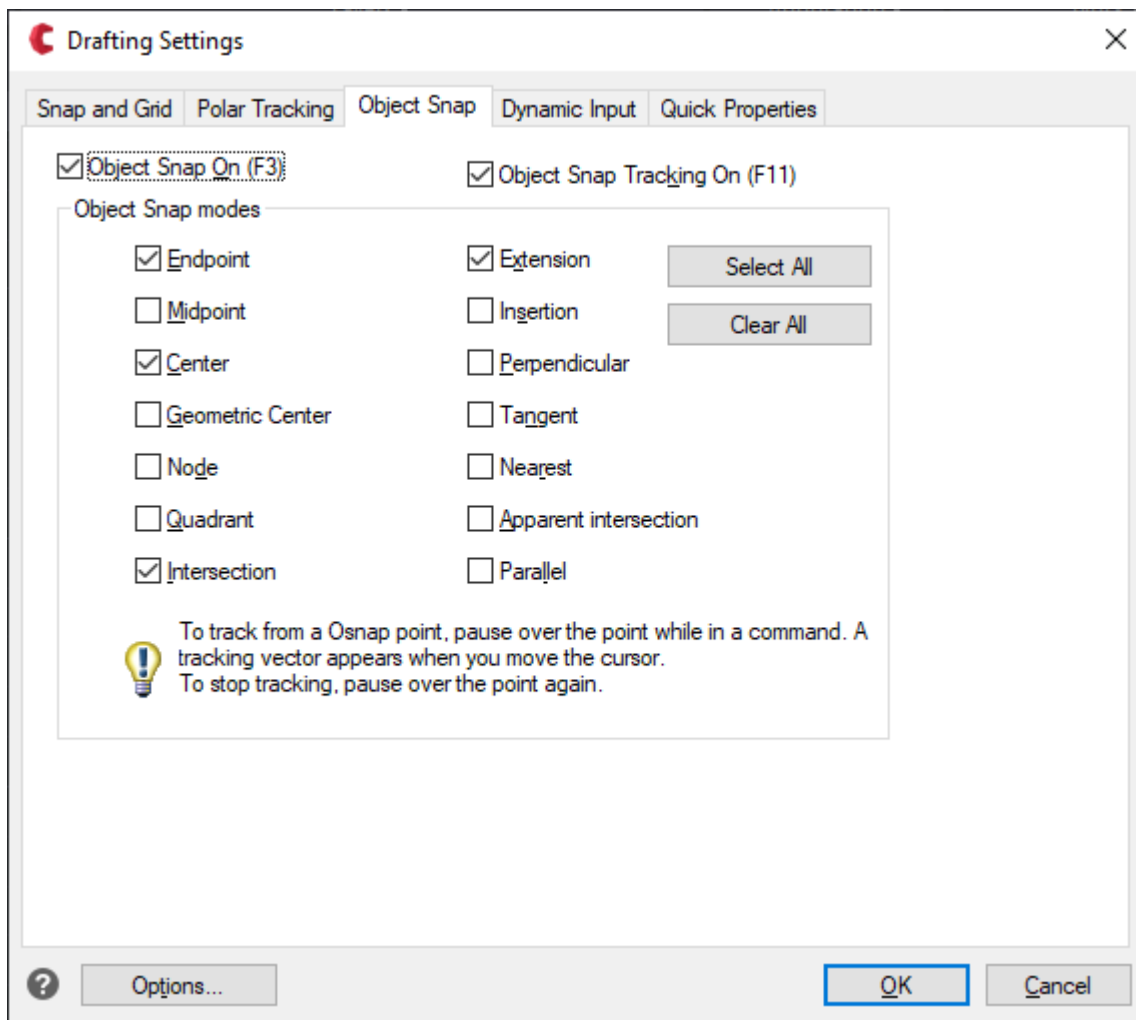 Drafting Settings
Snap and Grid
Polar Tracking
Object Snap
Dynamic Input
Quick Properties
Object Snap On (F3)
Object Snap Tracking On (F11)
Object Snap modes
Endpoint
Extension
Select All
Midpoint
Insertion
Clear All
Center
Perpendicular
Geometric Center
Tangent
Node
Nearest
Quadrant
Apparent intersection
Intersection
Parallel
To track from a Osnap point, pause over the point while in a command. A
tracking vector appears when you move the cursor.
To stop tracking, pause over the point again.
?
Options...
OK
Cancel